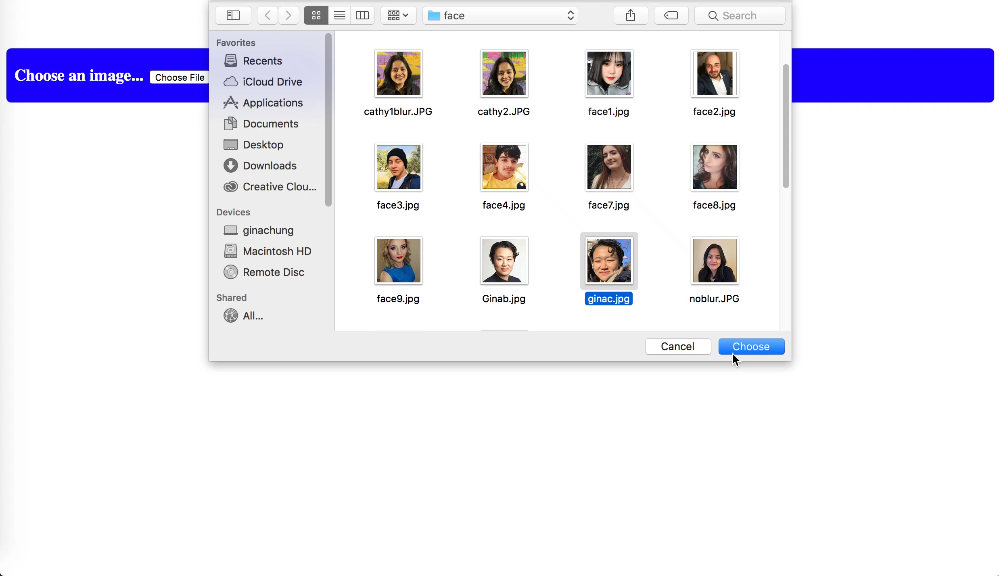 face
Search
Favorites
Recents
iCloud Drive
Applications
Documents
Desktop
Downloads
Creative Clou...
Devices
ginachung
Macintosh HD
Remote Disc
Shared
All...
Choose an image... Choose File
cathy1blur.JPG cathy2.JPG face1.jpg face2.jpg
face3.jpg face4.jpg face7.jpg face8.jpg
face9.jpg Ginab.jpg ginac.jpg noblur.JPG
Cancel Choose